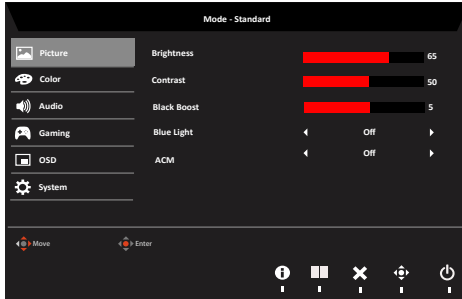 Mode - Standard
Picture
Brightness 65
Color
Contrast 50
Audio
Black Boost 5
Gaming
Blue Light Off
OSD
ACM Off
System
Move Enter